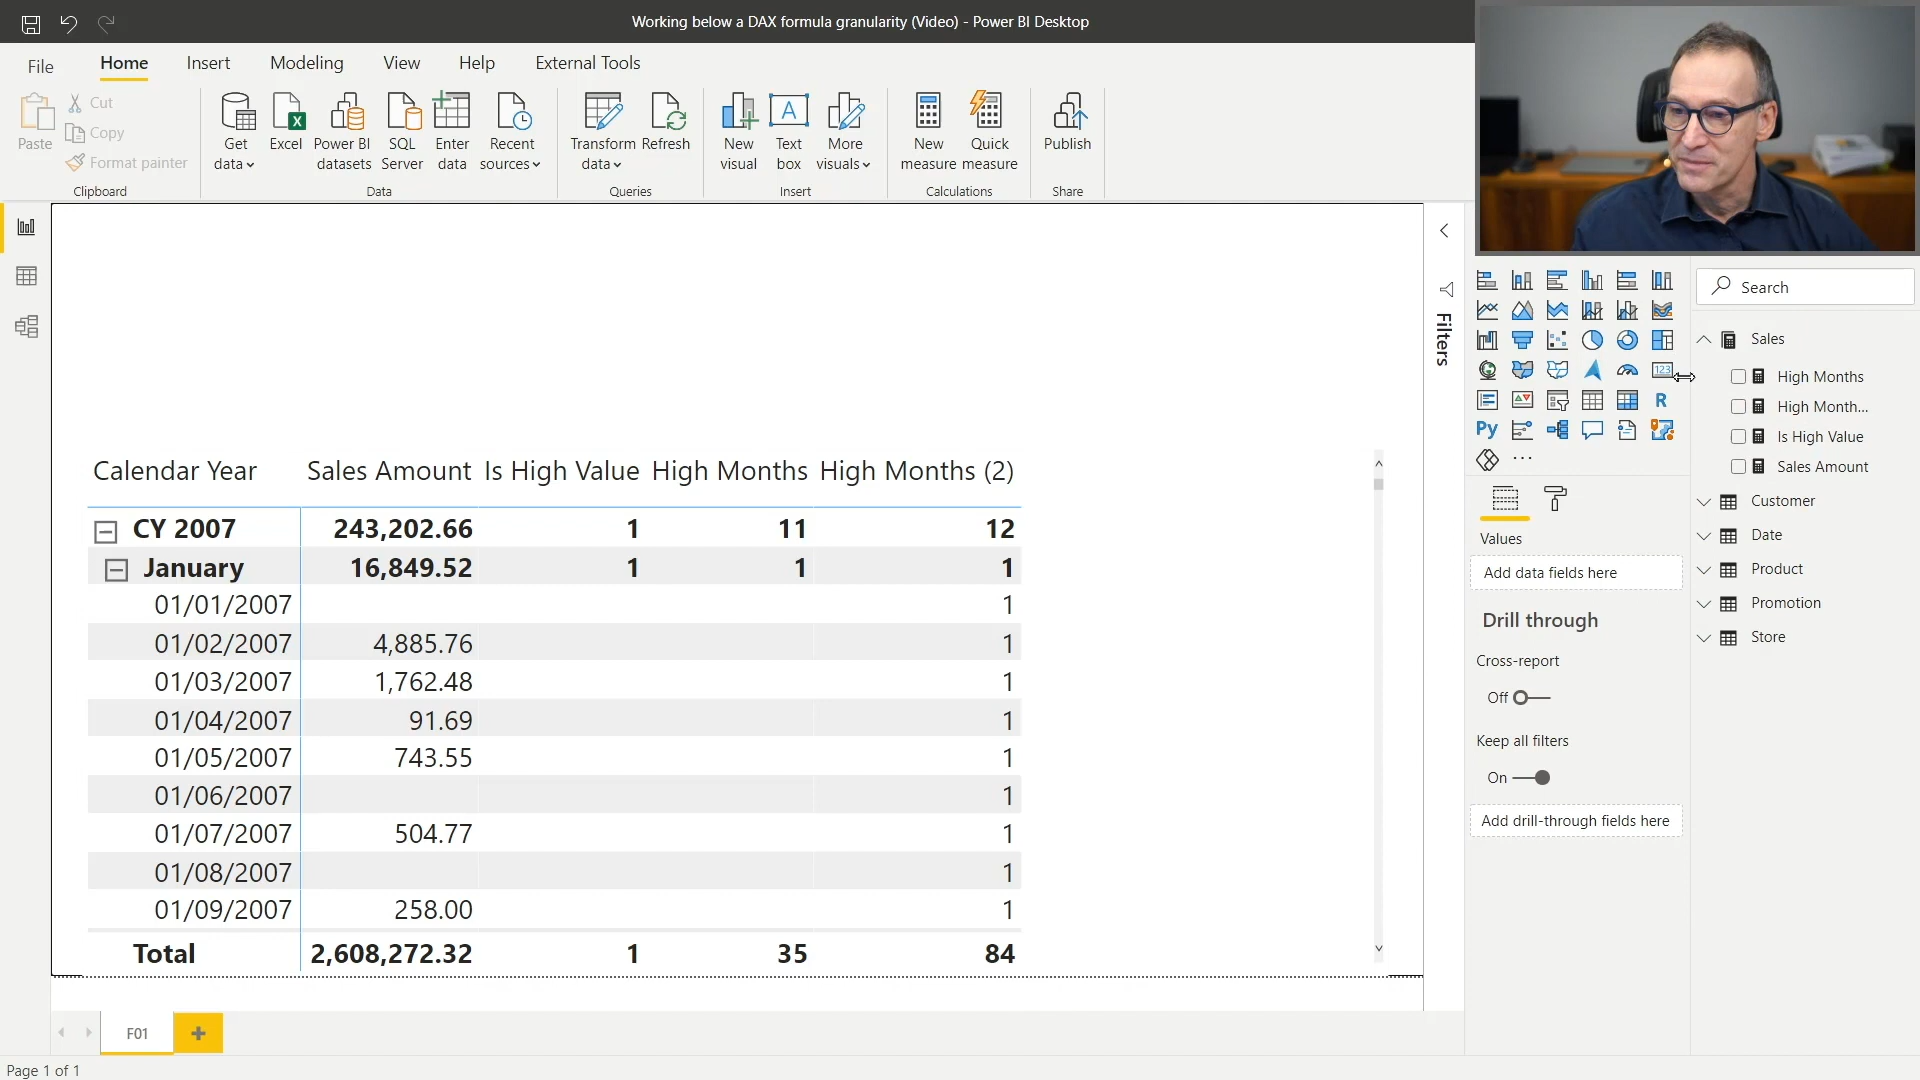 Working below a DAX formula granularity (Video) - Power BI Desktop
File
Home
Insert
Modeling
View
Help
External Tools
Paste
Cut
Copy
Format painter
Clipboard
Get data
Excel
Power BI datasets
SQL Server
Enter data
Recent sources
Data
Transform data
Refresh
Queries
New visual
Text box
More visuals
Insert
New measure
Quick measure
Calculations
Publish
Share
Calendar Year Sales Amount Is High Value High Months High Months (2)
CY 2007 243,202.66 1 11 12
January 16,849.52 1 1 1
01/01/2007 1
01/02/2007 4,885.76 1
01/03/2007 1,762.48 1
01/04/2007 91.69 1
01/05/2007 743.55 1
01/06/2007 1
01/07/2007 504.77 1
01/08/2007 1
01/09/2007 258.00 1
Total 2,608,272.32 1 35 84
Filters
123
R
Py
Values
Add data fields here
Drill through
Cross-report
Off
Keep all filters
On
Add drill-through fields here
Search
Sales
High Months
High Month...
Is High Value
Sales Amount
Customer
Date
Product
Promotion
Store
F01
Page 1 of 1